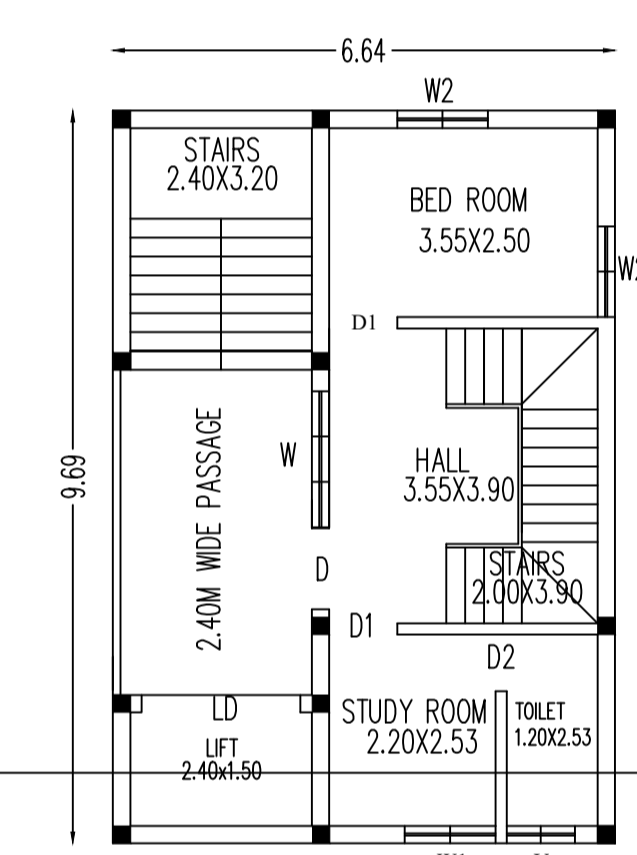 6.64
W2
STAIRS
2.40X3.20
BED ROOM
3.55X2.50
W2
D1
9.69
2.40M WIDE PASSAGE
W
HALL
3.55X3.90
D
STAIRS
2.00X3.90
D1
D2
LD
STUDY ROOM
2.20X2.53
TOILET
1.20X2.53
LIFT
2.40x1.50